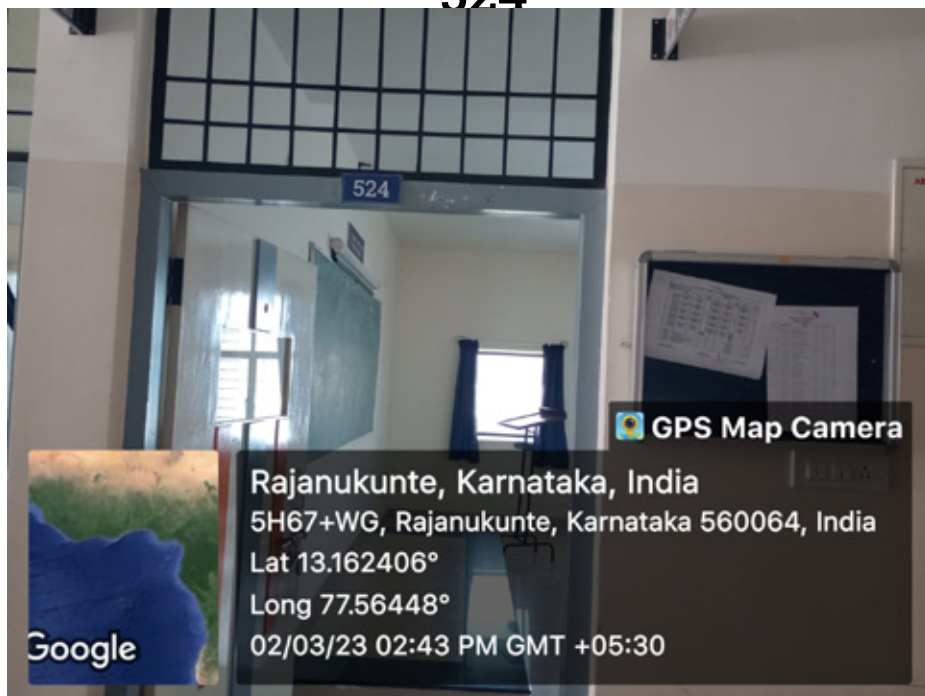 524
524
GPS Map Camera
Rajanukunte, Karnataka, India
5H67+WG, Rajanukunte, Karnataka 560064, India
Lat 13.162406°
Long 77.56448°
02/03/23 02:43 PM GMT +05:30
Google